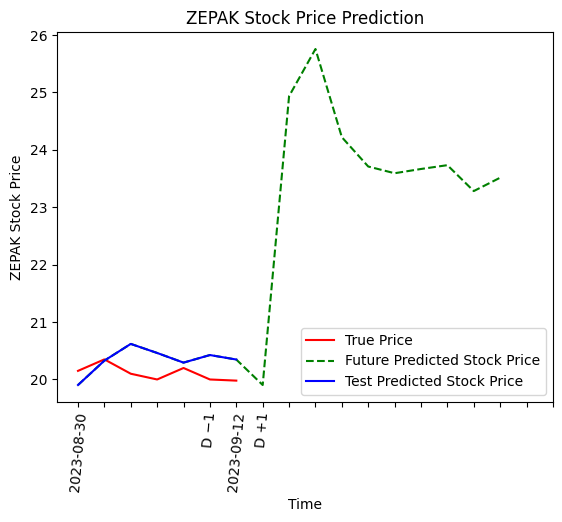 ZEPAK Stock Price Prediction
26
25
24
23
22
21
20
ZEPAK Stock Price
True Price
Future Predicted Stock Price
Test Predicted Stock Price
2023-08-30
D −1
2023-09-12
D +1
Time